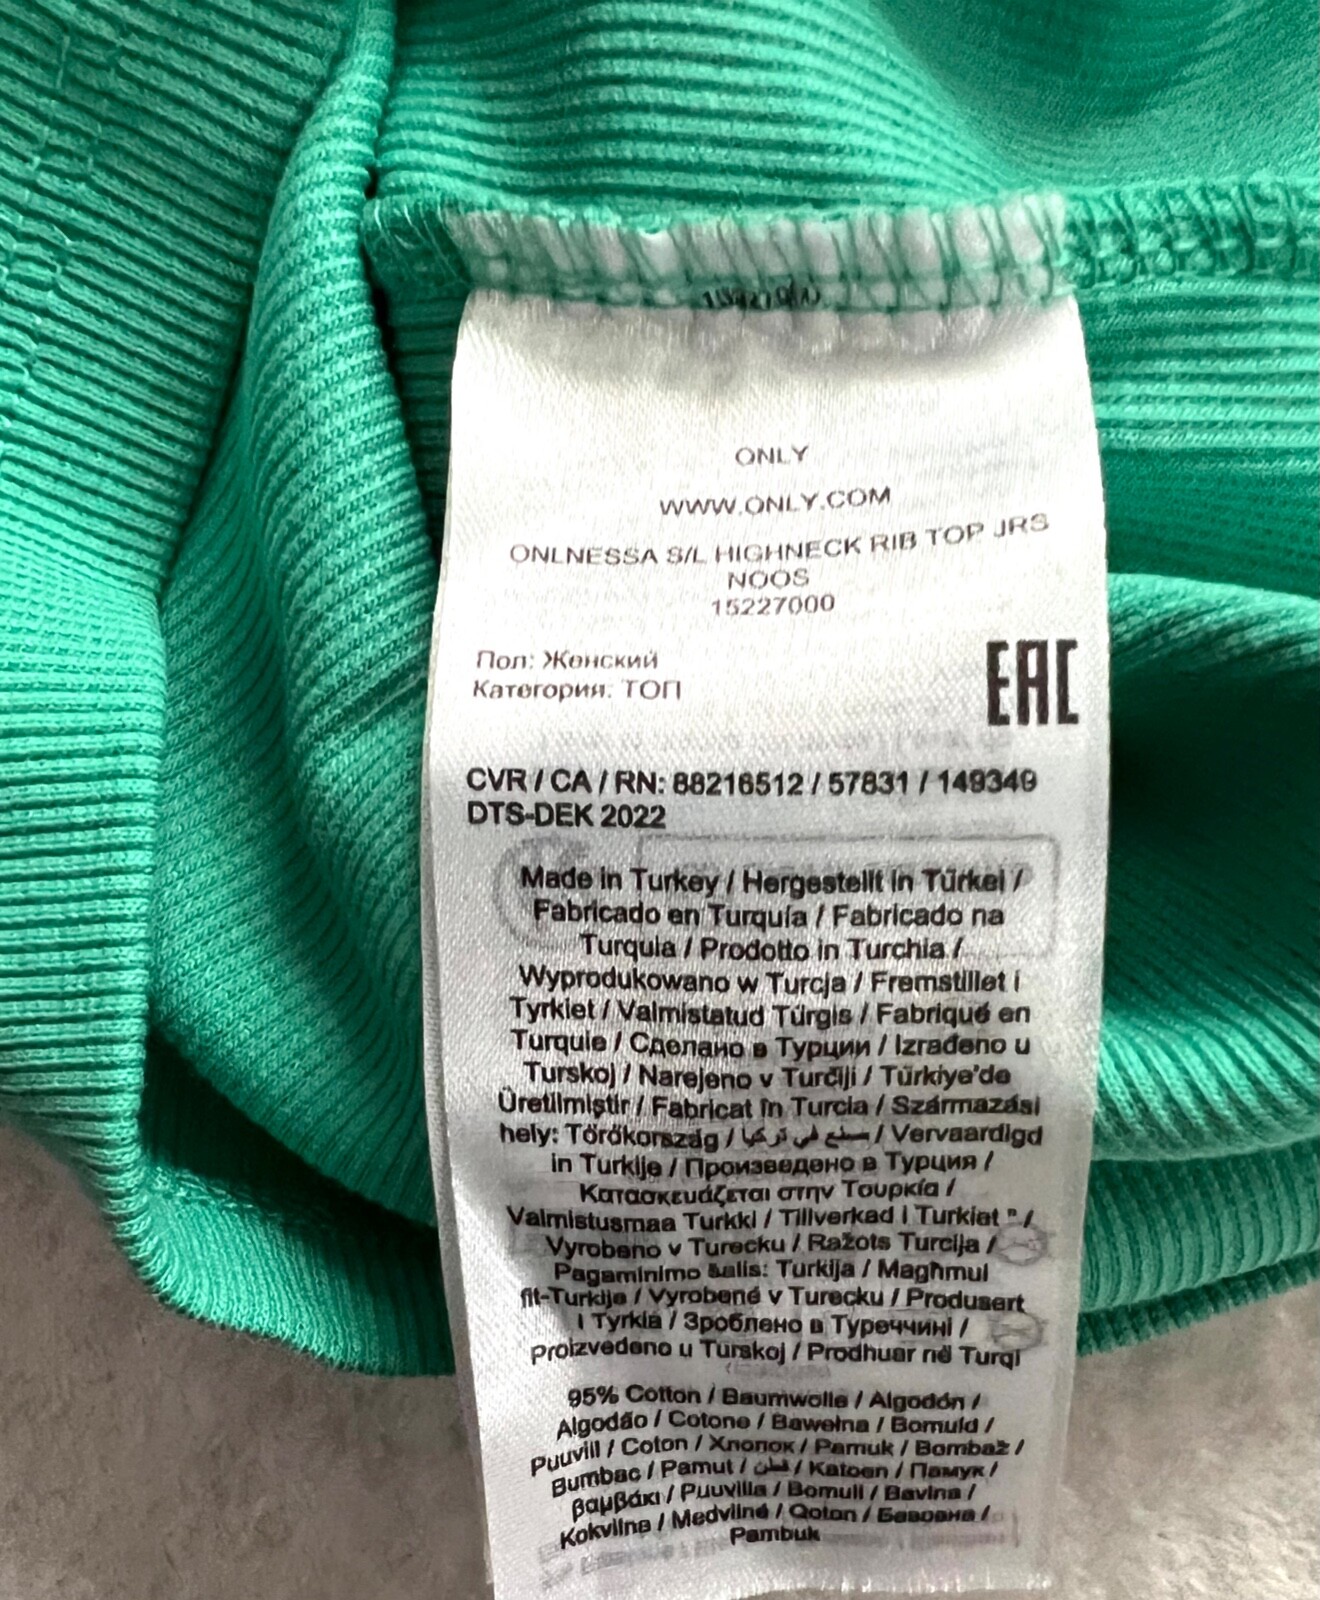 ONLY
WWW.ONLY.COM
ONLNESSA S/L HIGHNECK RIB TOP JRS
NOOS
15227000
Пол: Женский
Категория: ТОП
EAC
CVR / CA / RN: 88216512 / 57831 / 149349
DTS-DEK 2022
Made in Turkey / Hergestellt in Türkei /
Fabricado en Turquía / Fabricado na
Turquia / Prodotto in Turchia /
Wyprodukowano w Turcja / Fremstillet i
Tyrkiet / Valmistatud Türgis / Fabriqué en
Turquie / Сделано в Турции / Izrađeno u
Turskoj / Narejeno v Turčiji / Türkiye'de
Üretilmiştir / Fabricat în Turcia / Származási
hely: Törökország / صنع في تركيا / Vervaardigd
in Turkije / Произведено в Турция /
Κατασκευάζεται στην Τουρκία /
Valmistusmaa Turkki / Tillverkad i Turkiet " /
Vyrobeno v Turecku / Ražots Turcija /
Pagaminimo šalis: Turkija / Magħmul
fit-Turkija / Vyrobené v Turecku / Produsert
i Tyrkia / Зроблено в Туреччині /
proizvedeno u Turskoj / Prodhuar në Turqi
95% Cotton / Baumwolle / Algodón /
Algodão / Cotone / Bawełna / Bomuld /
Puuvill / Coton / Хлопок / Pamuk / Bombaž /
Bumbac / Pamut / قطن / Katoen / Памук /
βαμβάκι / Puuvilla / Bomull / Bavlna /
Kokvilna / Medvilnė / Qoton / Бавовна /
Pambuk